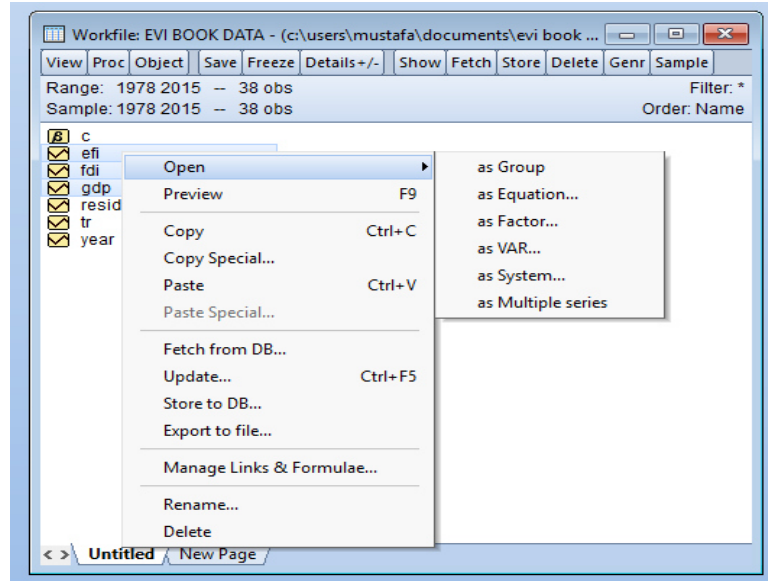 Workfile: EVI BOOK DATA - (c:\users\mustafa\documents\evi book ...
View Proc Object Save Freeze Details+/- Show Fetch Store Delete Genr Sample
Range: 1978 2015 -- 38 obs Filter: *
Sample: 1978 2015 -- 38 obs Order: Name
β c
efi
fdi
gdp
resid
tr
year
Open
Preview F9
Copy Ctrl+C
Copy Special...
Paste Ctrl+V
Paste Special...
Fetch from DB...
Update... Ctrl+F5
Store to DB...
Export to file...
Manage Links & Formulae...
Rename...
Delete
as Group
as Equation...
as Factor...
as VAR...
as System...
as Multiple series
< > Untitled New Page